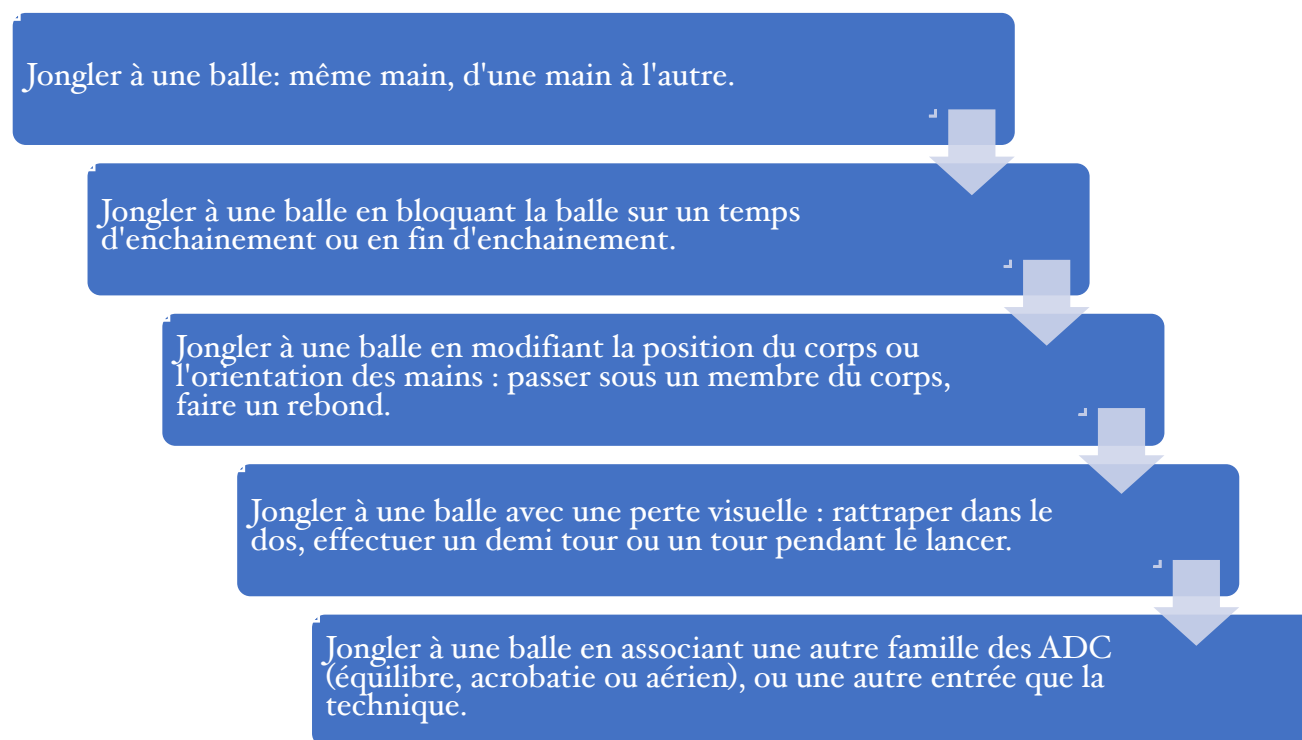 Jongler à une balle: même main, d'une main à l'autre.
Jongler à une balle en bloquant la balle sur un temps
d'enchainement ou en fin d'enchainement.
Jongler à une balle en modifiant la position du corps ou
l'orientation des mains : passer sous un membre du corps,
faire un rebond.
Jongler à une balle avec une perte visuelle : rattraper dans le
dos, effectuer un demi tour ou un tour pendant le lancer.
Jongler à une balle en associant une autre famille des ADC
(équilibre, acrobatie ou aérien), ou une autre entrée que la
technique.